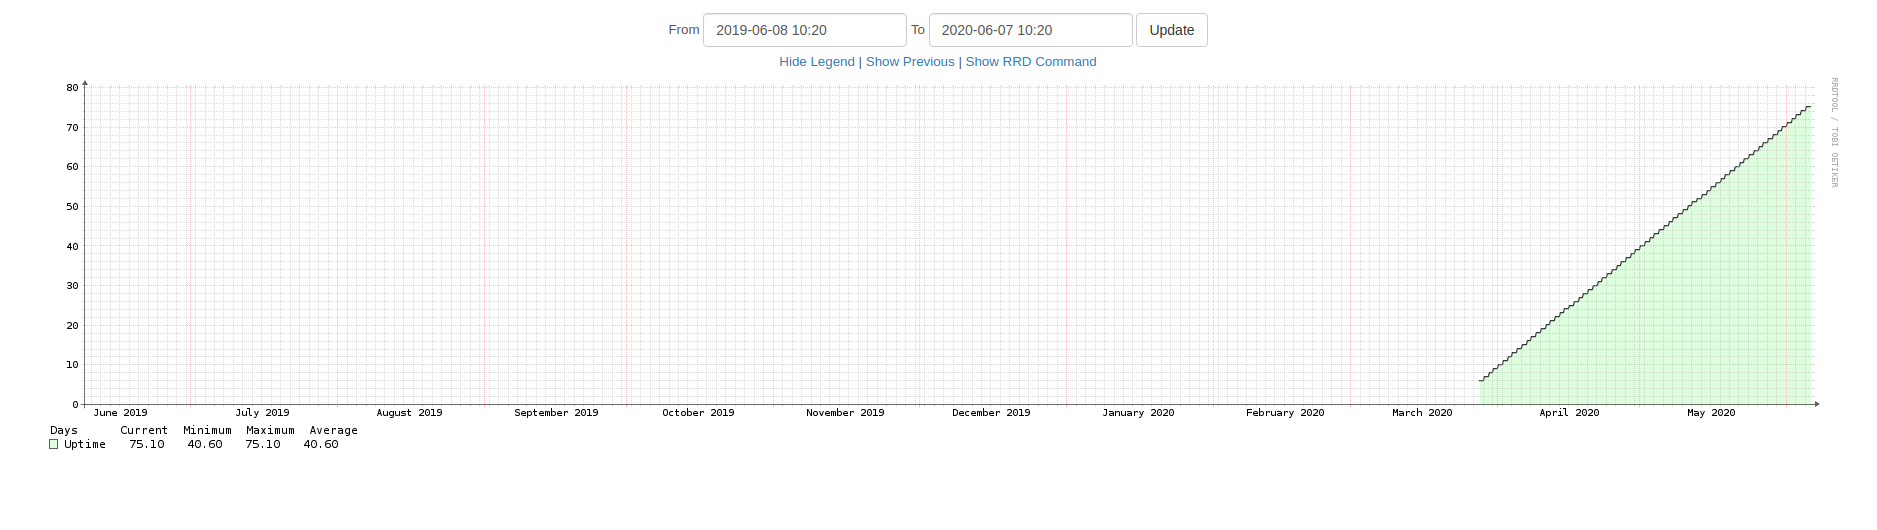 From 2019-06-08 10:20 To 2020-06-07 10:20 Update
Hide Legend | Show Previous | Show RRD Command
80
70
60
50
40
30
20
10
0
June 2019 July 2019 August 2019 September 2019 October 2019 November 2019 December 2019 January 2020 February 2020 March 2020 April 2020 May 2020
RRDTOOL / TOBI OETIKER
Days Current Minimum Maximum Average
Uptime 75.10 40.60 75.10 40.60